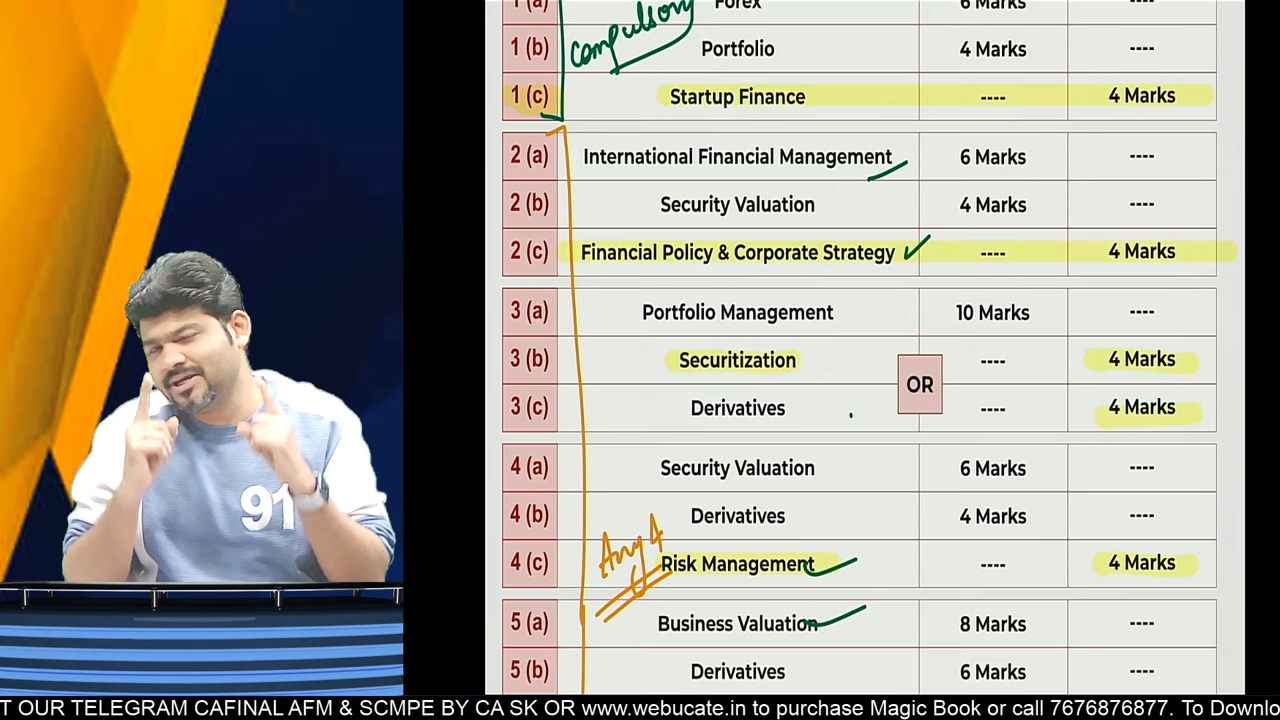 1 (a) Forex 6 Marks ----
compulsory
1 (b) Portfolio 4 Marks ----
1 (c) Startup Finance ---- 4 Marks
2 (a) International Financial Management 6 Marks ----
2 (b) Security Valuation 4 Marks ----
2 (c) Financial Policy & Corporate Strategy ---- 4 Marks
3 (a) Portfolio Management 10 Marks ----
3 (b) Securitization ---- 4 Marks
OR
3 (c) Derivatives ---- 4 Marks
4 (a) Security Valuation 6 Marks ----
4 (b) Derivatives 4 Marks ----
Any 4
4 (c) Risk Management ---- 4 Marks
5 (a) Business Valuation 8 Marks ----
5 (b) Derivatives 6 Marks ----
91
T OUR TELEGRAM CAFINAL AFM & SCMPE BY CA SK OR www.webucate.in to purchase Magic Book or call 7676876877. To Downlo